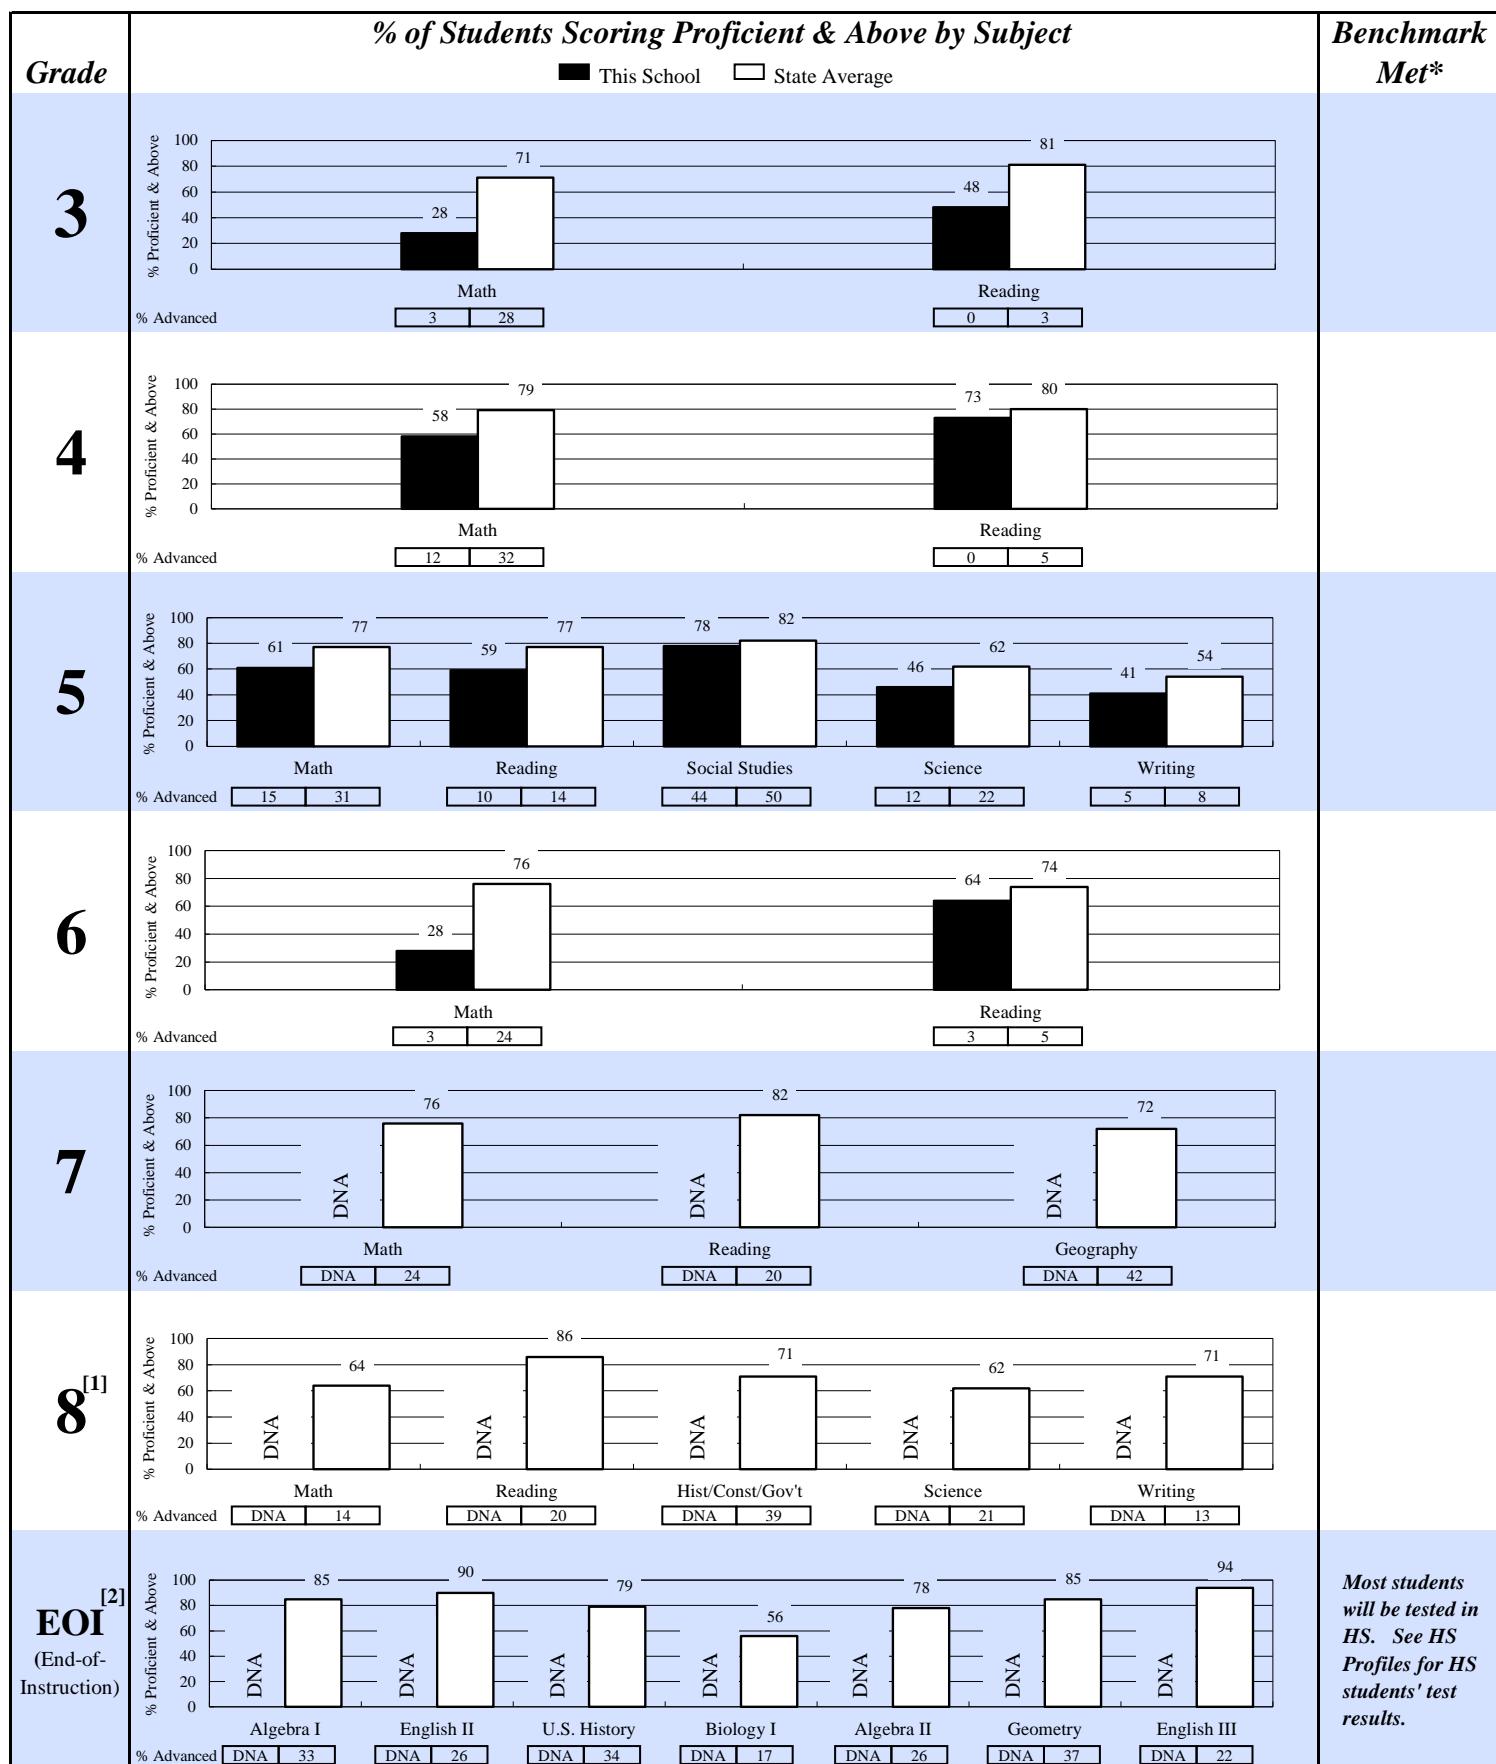 % of Students Scoring Proficient & Above by Subject
Benchmark
Met*
Grade
This School
State Average
3
% Proficient & Above
100
80
60
40
20
0
28
71
48
81
Math
Reading
% Advanced
3 28
0 3
4
% Proficient & Above
100
80
60
40
20
0
58
79
73
80
Math
Reading
% Advanced
12 32
0 5
5
% Proficient & Above
100
80
60
40
20
0
61
77
59
77
78
82
46
62
41
54
Math
Reading
Social Studies
Science
Writing
% Advanced
15 31
10 14
44 50
12 22
5 8
6
% Proficient & Above
100
80
60
40
20
0
28
76
64
74
Math
Reading
% Advanced
3 24
3 5
7
% Proficient & Above
100
80
60
40
20
0
DNA
76
DNA
82
DNA
72
Math
Reading
Geography
% Advanced
DNA 24
DNA 20
DNA 42
8[1]
% Proficient & Above
100
80
60
40
20
0
DNA
64
DNA
86
DNA
71
DNA
62
DNA
71
Math
Reading
Hist/Const/Gov't
Science
Writing
% Advanced
DNA 14
DNA 20
DNA 39
DNA 21
DNA 13
EOI[2]
(End-of-
Instruction)
% Proficient & Above
100
80
60
40
20
0
DNA
85
DNA
90
DNA
79
DNA
56
DNA
78
DNA
85
DNA
94
Algebra I
English II
U.S. History
Biology I
Algebra II
Geometry
English III
% Advanced
DNA 33
DNA 26
DNA 34
DNA 17
DNA 26
DNA 37
DNA 22
Most students
will be tested in
HS. See HS
Profiles for HS
students' test
results.